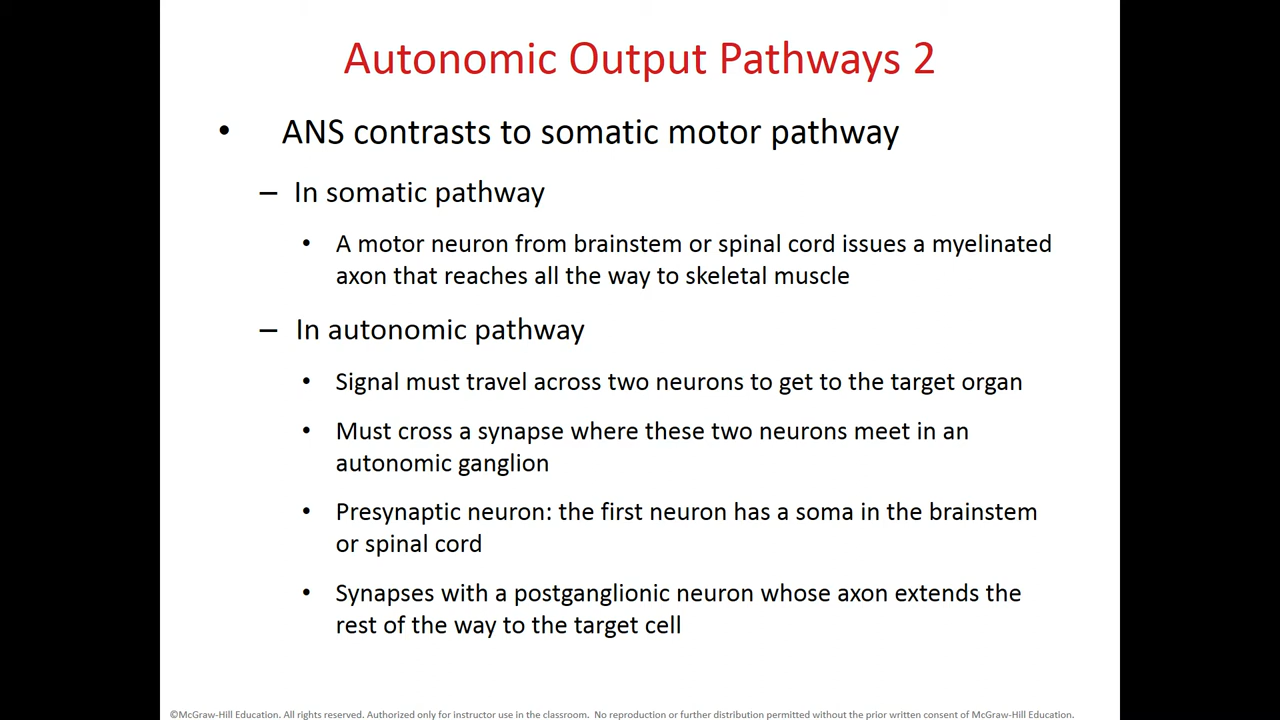 Autonomic Output Pathways 2
• ANS contrasts to somatic motor pathway
– In somatic pathway
• A motor neuron from brainstem or spinal cord issues a myelinated
axon that reaches all the way to skeletal muscle
– In autonomic pathway
• Signal must travel across two neurons to get to the target organ
• Must cross a synapse where these two neurons meet in an
autonomic ganglion
• Presynaptic neuron: the first neuron has a soma in the brainstem
or spinal cord
• Synapses with a postganglionic neuron whose axon extends the
rest of the way to the target cell
©McGraw-Hill Education. All rights reserved. Authorized only for instructor use in the classroom. No reproduction or further distribution permitted without the prior written consent of McGraw-Hill Education.